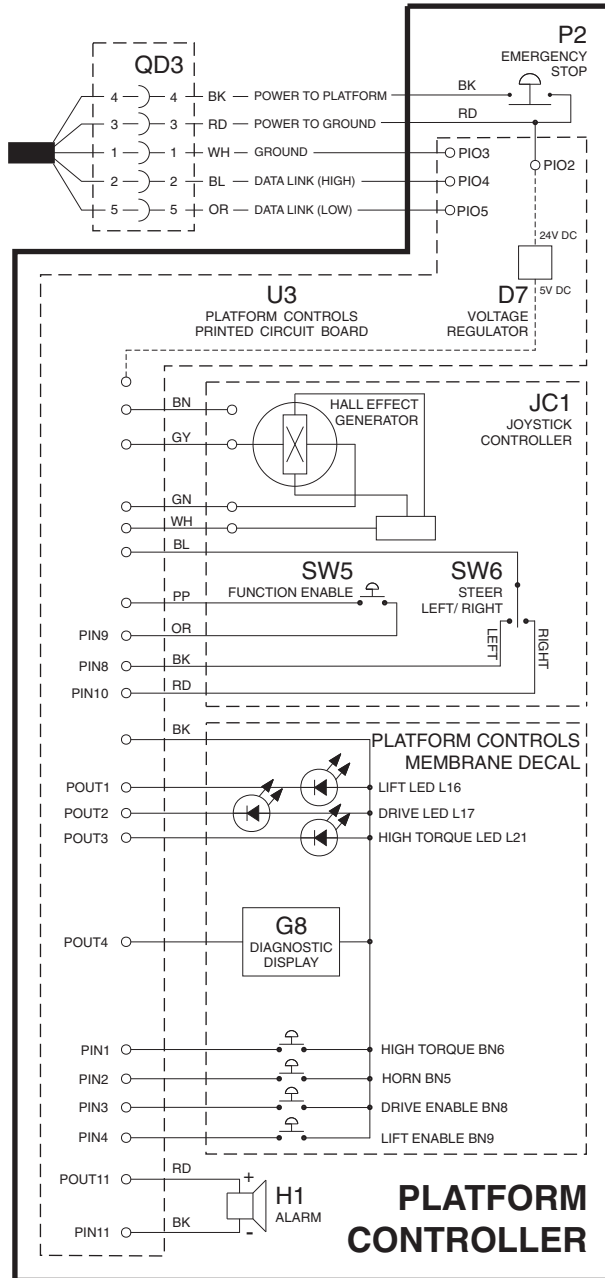 P2
EMERGENCY
STOP
QD3
4 4 BK POWER TO PLATFORM BK
3 3 RD POWER TO GROUND RD
1 1 WH GROUND PIO3
2 2 BL DATA LINK (HIGH) PIO4
5 5 OR DATA LINK (LOW) PIO5
PIO2
24V DC
5V DC
U3
PLATFORM CONTROLS
PRINTED CIRCUIT BOARD
D7
VOLTAGE
REGULATOR
BN
GY
GN
WH
BL
HALL EFFECT
GENERATOR
JC1
JOYSTICK
CONTROLLER
SW5
FUNCTION ENABLE
SW6
STEER
LEFT/ RIGHT
LEFT
RIGHT
PP
PIN9 OR
PIN8 BK
PIN10 RD
BK
PLATFORM CONTROLS
MEMBRANE DECAL
POUT1 LIFT LED L16
POUT2 DRIVE LED L17
POUT3 HIGH TORQUE LED L21
POUT4
G8
DIAGNOSTIC
DISPLAY
PIN1 HIGH TORQUE BN6
PIN2 HORN BN5
PIN3 DRIVE ENABLE BN8
PIN4 LIFT ENABLE BN9
POUT11 RD +
H1
ALARM
PIN11 BK -
PLATFORM
CONTROLLER